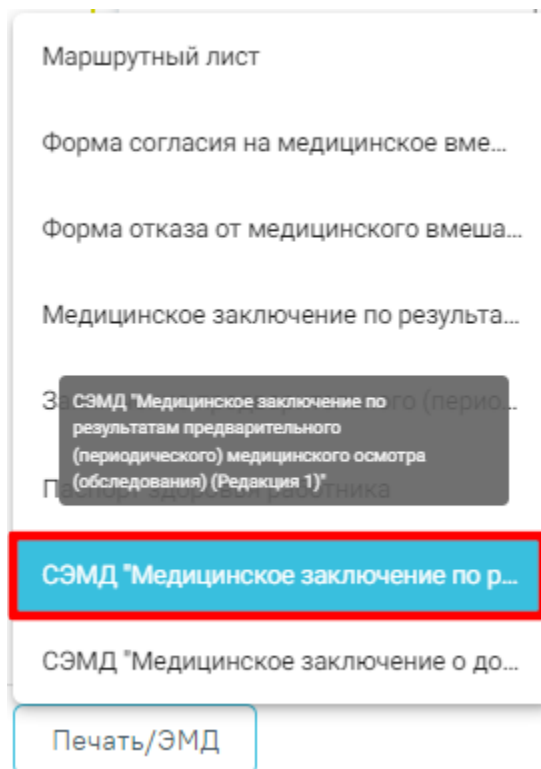 Маршрутный лист
Форма согласия на медицинское вме...
Форма отказа от медицинского вмеша...
Медицинское заключение по результа...
СЭМД "Медицинское заключение по
результатам предварительного
(периодического) медицинского осмотра
(обследования) (Редакция 1)"
Паспорт здоровья работника
СЭМД "Медицинское заключение по р...
СЭМД "Медицинское заключение о до...
Печать/ЭМД